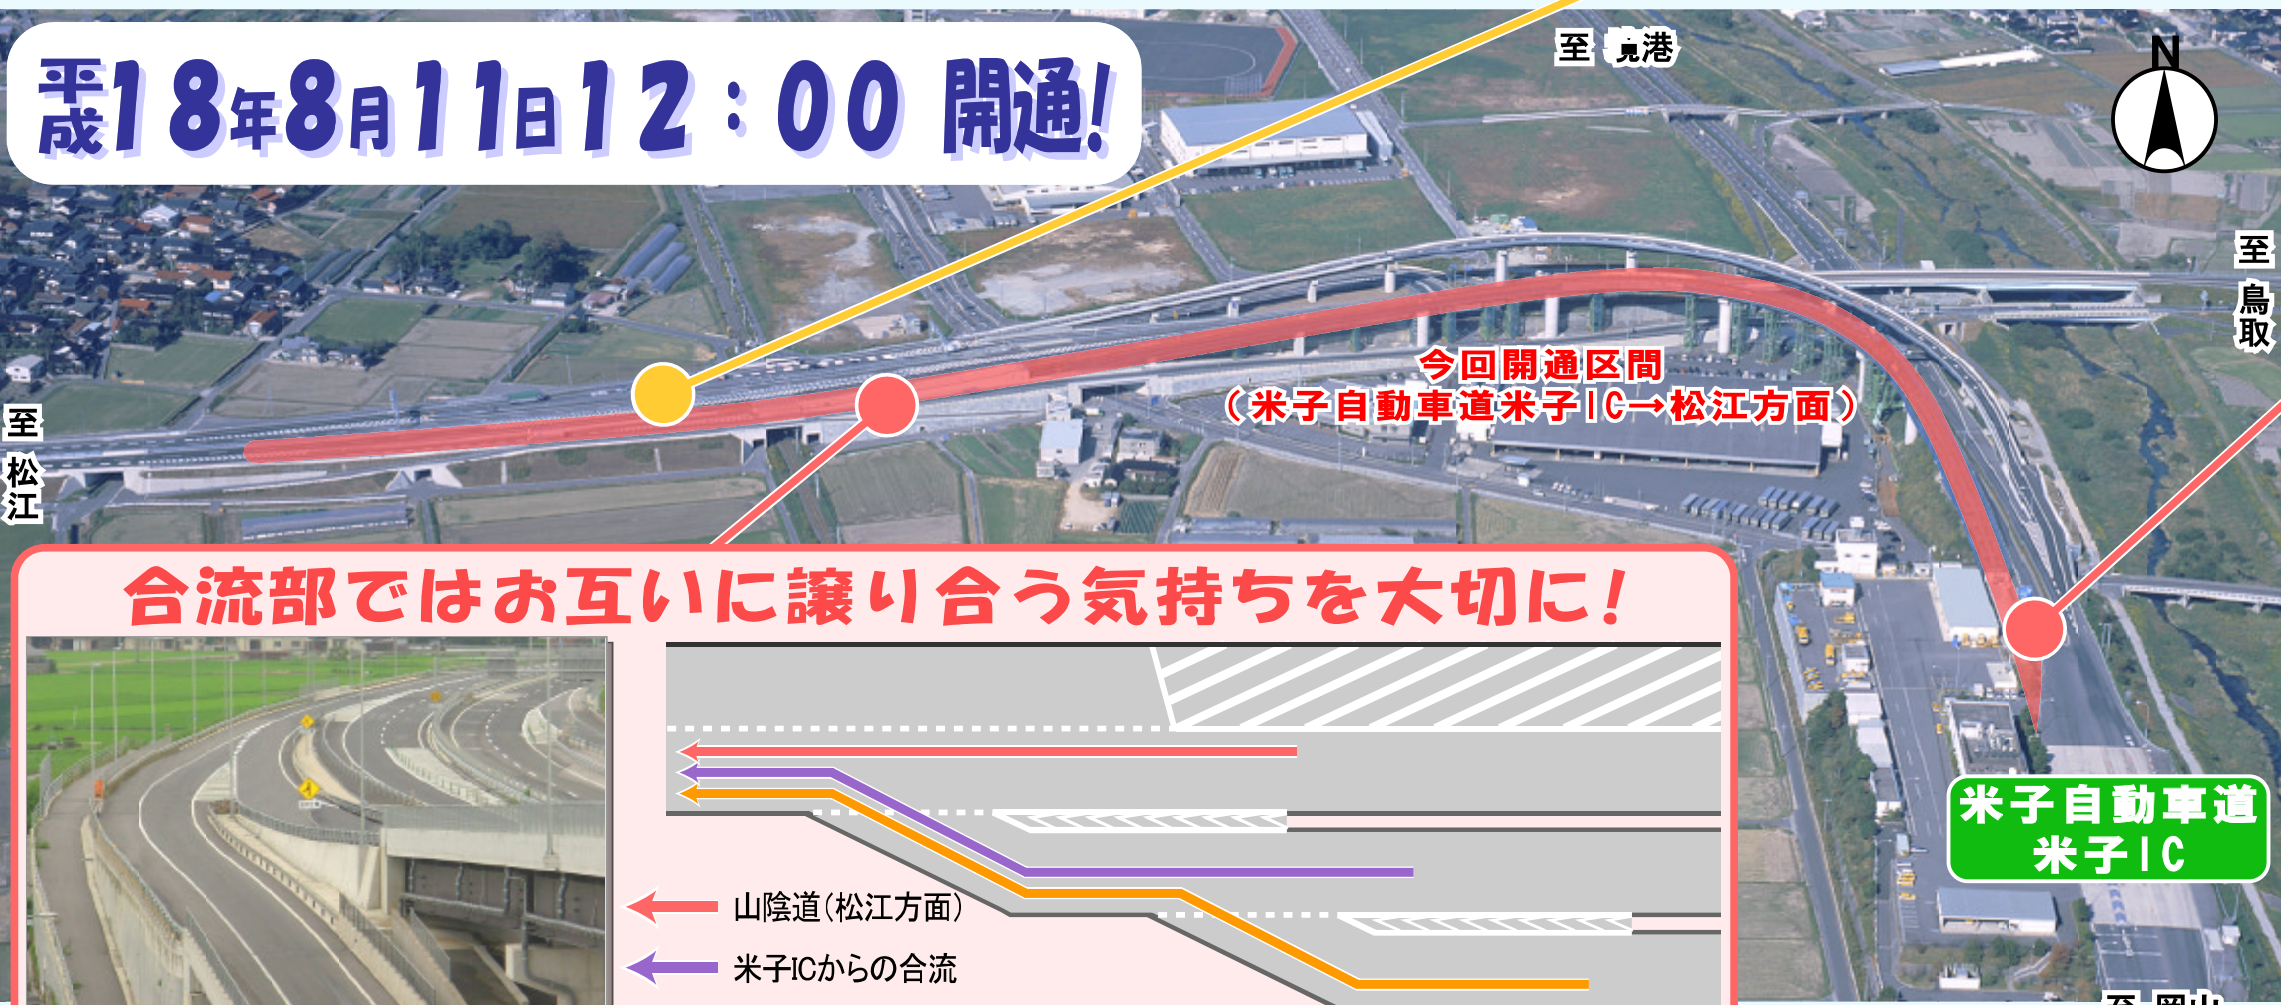 平成18年8月11日12:00 開通!
至 境港
N
至 鳥取
今回開通区間
(米子自動車道米子IC→松江方面)
至 松江
合流部ではお互いに譲り合う気持ちを大切に!
米子自動車道
米子IC
山陰道(松江方面)
米子ICからの合流
至 岡山